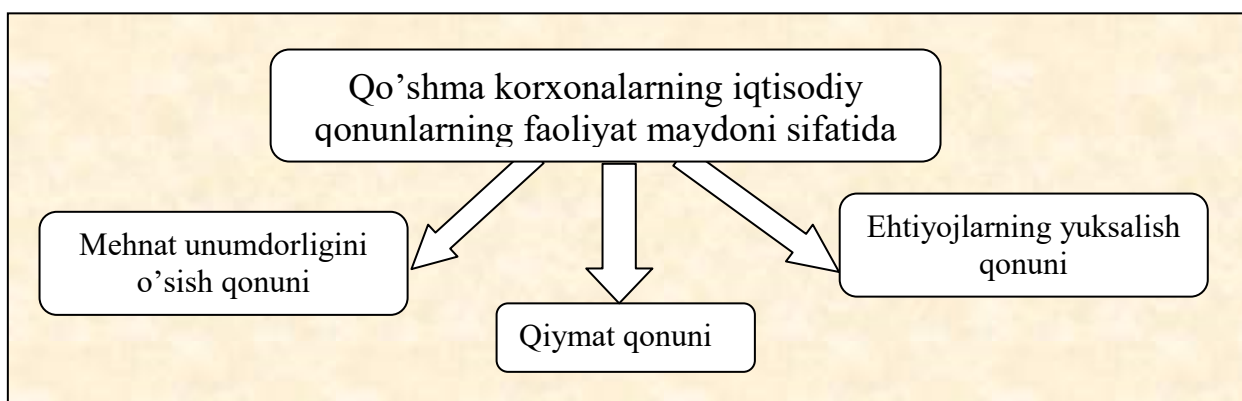 Qo’shma korxonalarning iqtisodiy
qonunlarning faoliyat maydoni sifatida
Mehnat unumdorligini
o’sish qonuni
Qiymat qonuni
Ehtiyojlarning yuksalish
qonuni